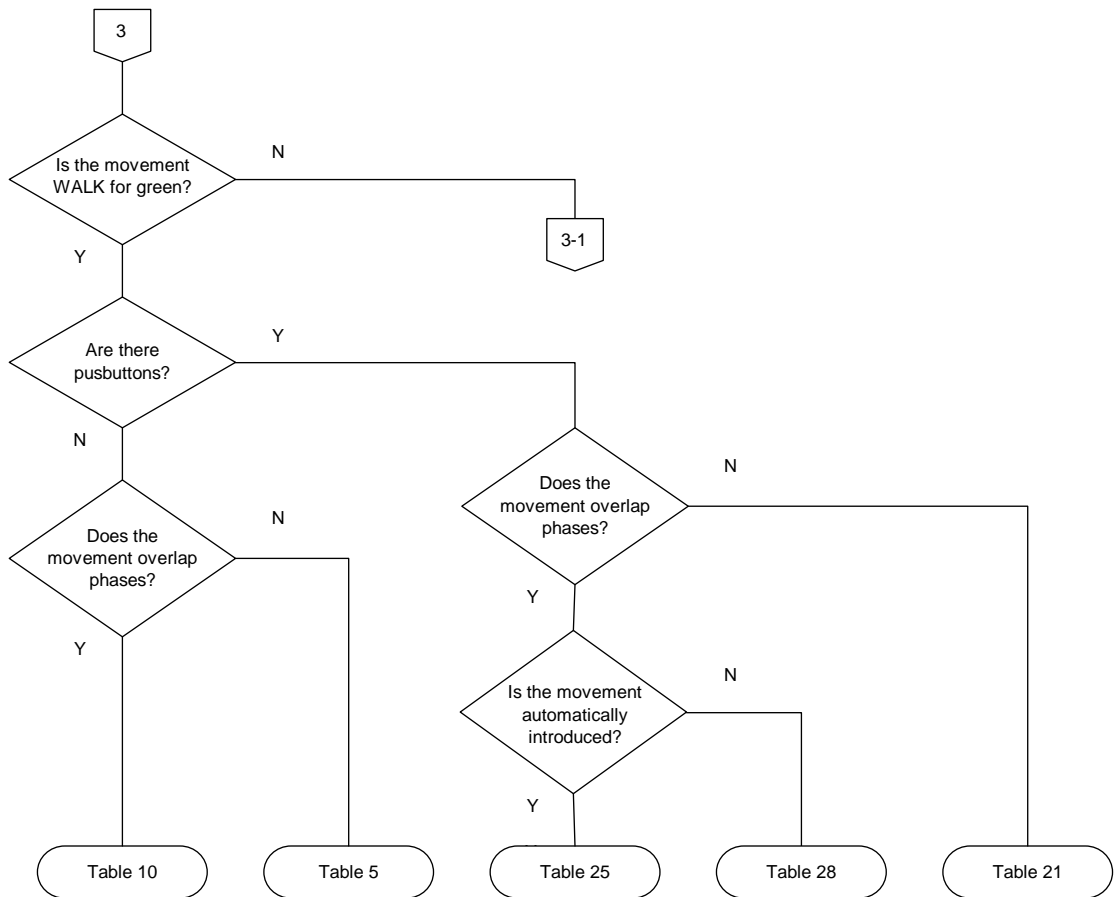 3
Is the movement
WALK for green?
N
3-1
Y
Are there
pusbuttons?
Y
N
Does the
movement overlap
phases?
N
Y
Does the
movement overlap
phases?
N
Y
Is the movement
automatically
introduced?
N
Y
Table 10
Table 5
Table 25
Table 28
Table 21